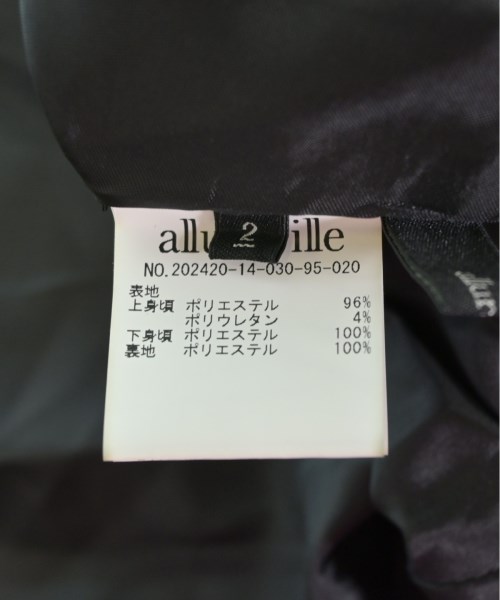 allu ille
2
NO.202420-14-030-95-020
表地
上身頃 ポリエステル 96%
ポリウレタン 4%
下身頃 ポリエステル 100%
裏地 ポリエステル 100%